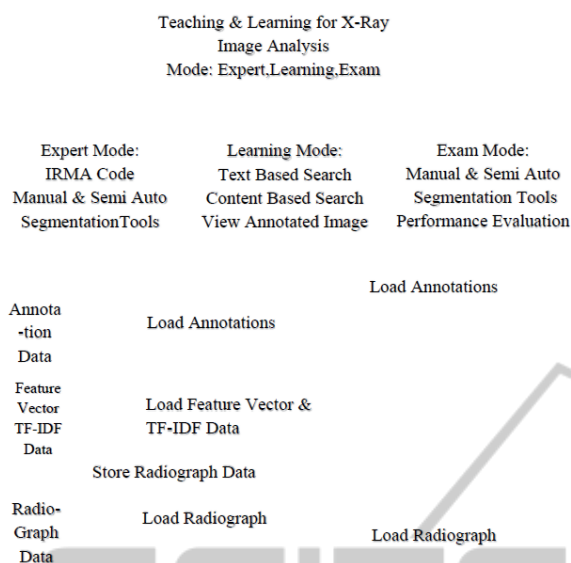 Teaching & Learning for X-Ray
Image Analysis
Mode: Expert,Learning,Exam
Expert Mode:
IRMA Code
Manual & Semi Auto
SegmentationTools
Learning Mode:
Text Based Search
Content Based Search
View Annotated Image
Exam Mode:
Manual & Semi Auto
Segmentation Tools
Performance Evaluation
Load Annotations
Annota
-tion
Data
Load Annotations
Feature
Vector
TF-IDF
Data
Load Feature Vector &
TF-IDF Data
Store Radiograph Data
Radio-
Graph
Data
Load Radiograph
Load Radiograph